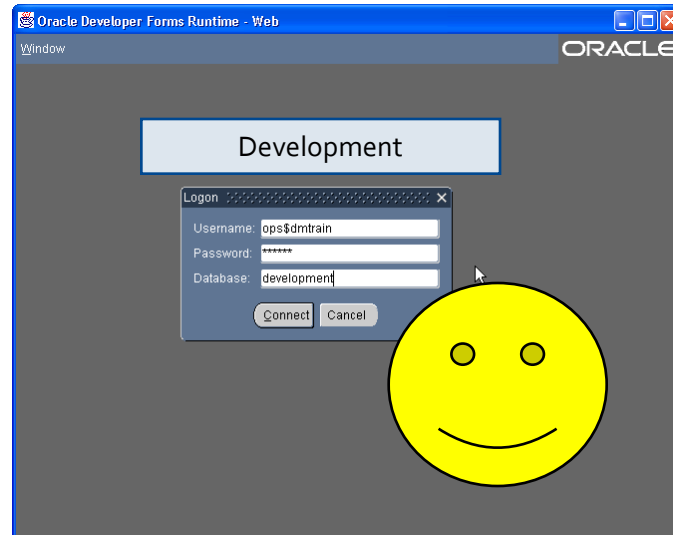 Oracle Developer Forms Runtime - Web
Window
ORACLE
Development
Logon
Username: ops$dmtrain
Password: ******
Database: development
Connect Cancel